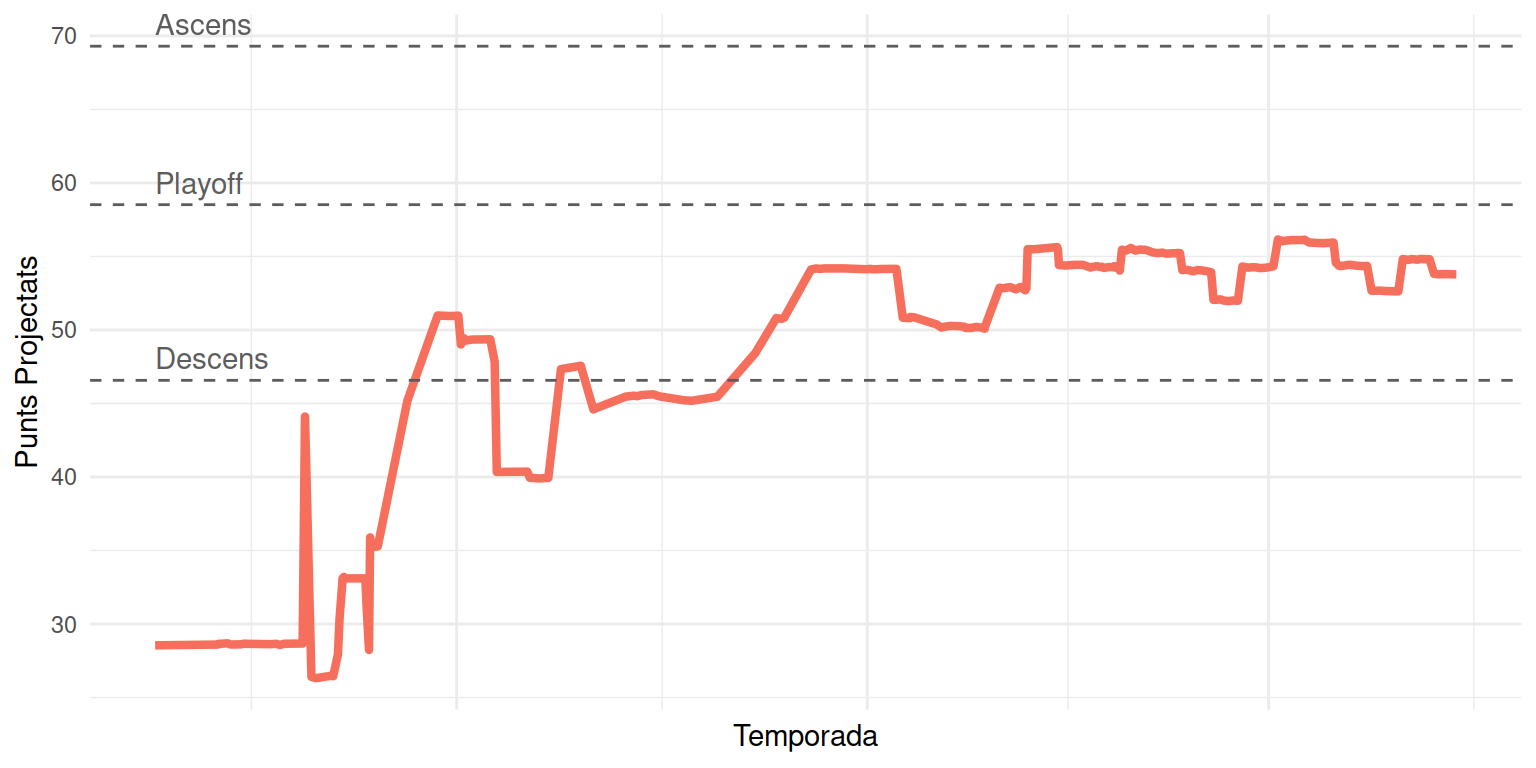 Ascens
70
Playoff
60
50
Descens
40
30
Punts Projectats
Temporada